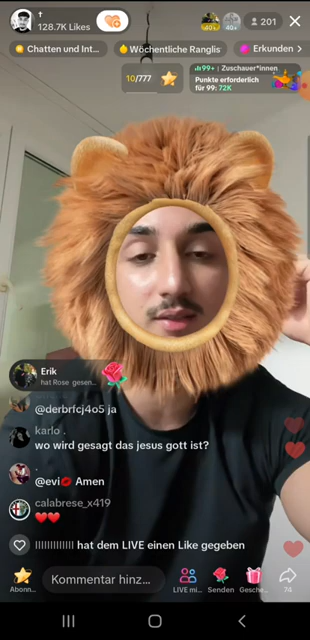 †
128.7K Likes
201
Chatten und Int...
Wöchentliche Ranglis
Erkunden
10/777
99+ | Zuschauer*innen
Punkte erforderlich
für 99: 72K
Erik
hat Rose gesen...
@derbrfcj4o5 ja
karlo .
wo wird gesagt das jesus gott ist?
.
@evi💋 Amen
calabrese_x419
❤️❤️
||||||||||||| hat dem LIVE einen Like gegeben
Abonn...
Kommentar hinz...
LIVE mi...
Senden
Gesche...
74